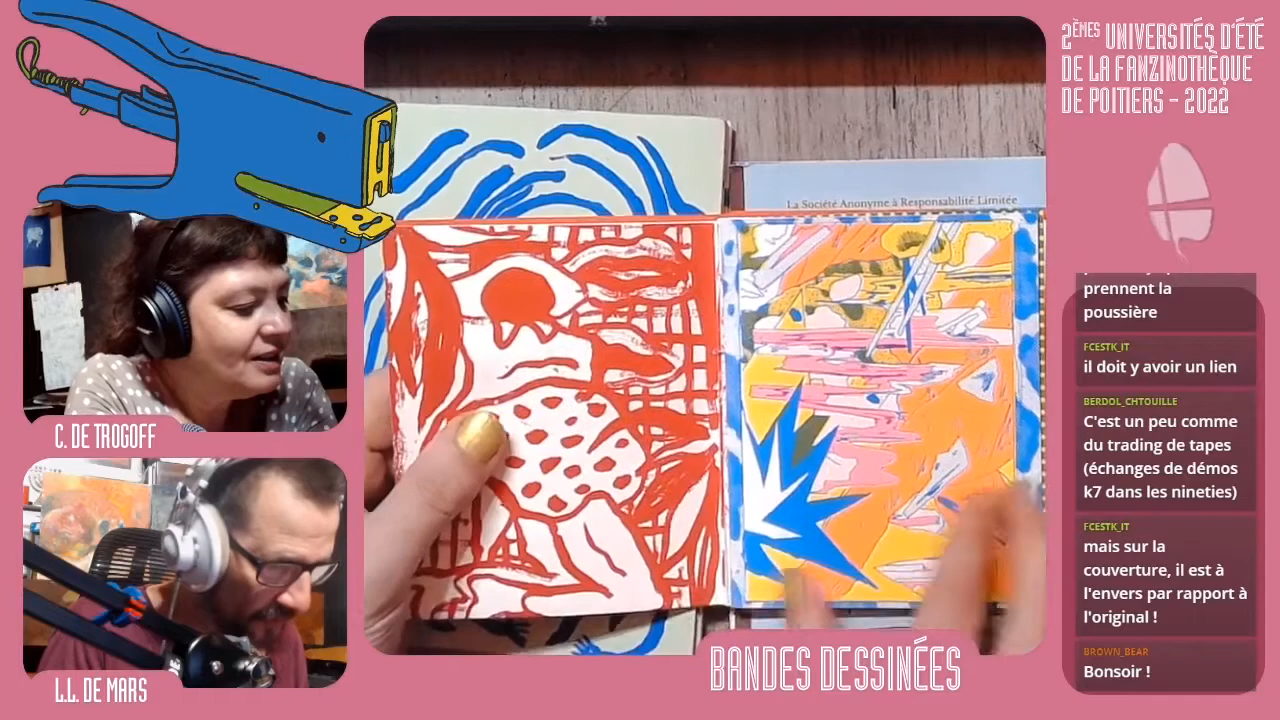 2ÈMES UNIVERSITÉS D'ÉTÉ
DE LA FANZINOTHÈQUE
DE POITIERS - 2022
La Société Anonyme à Responsabilité Limitée
C. DE TROGOFF
L.L. DE MARS
BANDES DESSINÉES
prennent la
poussière
FCESTK_IT
il doit y avoir un lien
BERDOL_CHTOUILLE
C'est un peu comme
du trading de tapes
(échanges de démos
k7 dans les nineties)
FCESTK_IT
mais sur la
couverture, il est à
l'envers par rapport à
l'original !
BROWN_BEAR
Bonsoir !